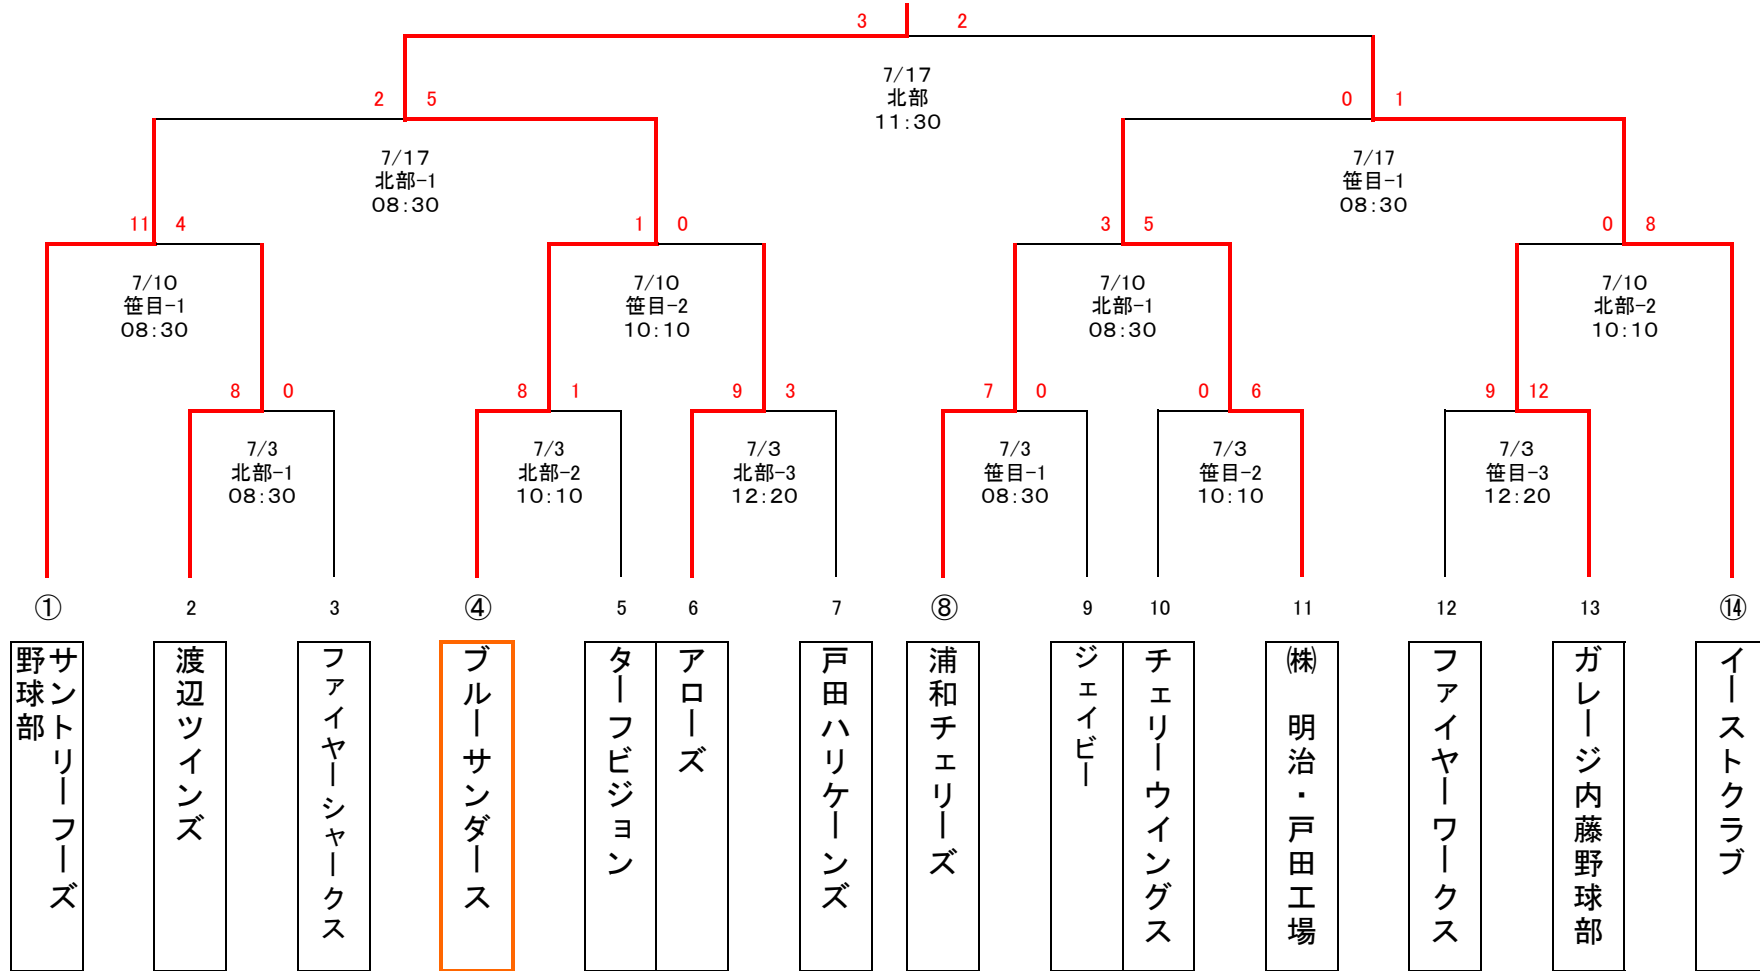 3 2
7/17
北部
11:30
2 5
0 1
7/17
北部-1
08:30
7/17
笹目-1
08:30
11 4
1 0
3 5
0 8
7/10
笹目-1
08:30
7/10
笹目-2
10:10
7/10
北部-1
08:30
7/10
北部-2
10:10
8 0
8 1
9 3
7 0
0 6
9 12
7/3
北部-1
08:30
7/3
北部-2
10:10
7/3
北部-3
12:20
7/3
笹目-1
08:30
7/3
笹目-2
10:10
7/3
笹目-3
12:20
① 2 3 ④ 5 6 7 ⑧ 9 10 11 12 13 ⑭
サントリーフーズ
野球部
渡辺ツインズ
ファイヤーシャークス
ブルーサンダース
ターフビジョン
アローズ
戸田ハリケーンズ
浦和チェリーズ
ジェイビー
チェリーウイングス
㈱ 明治・戸田工場
ファイヤーワークス
ガレージ内藤野球部
イーストクラブ